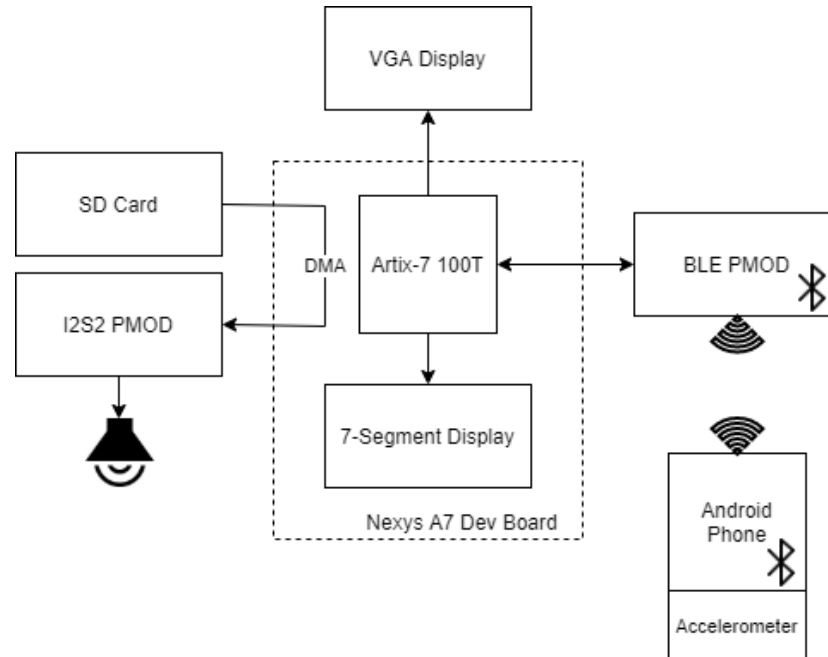 VGA Display
SD Card
DMA
Artix-7 100T
BLE PMOD
I2S2 PMOD
7-Segment Display
Nexys A7 Dev Board
Android
Phone
Accelerometer